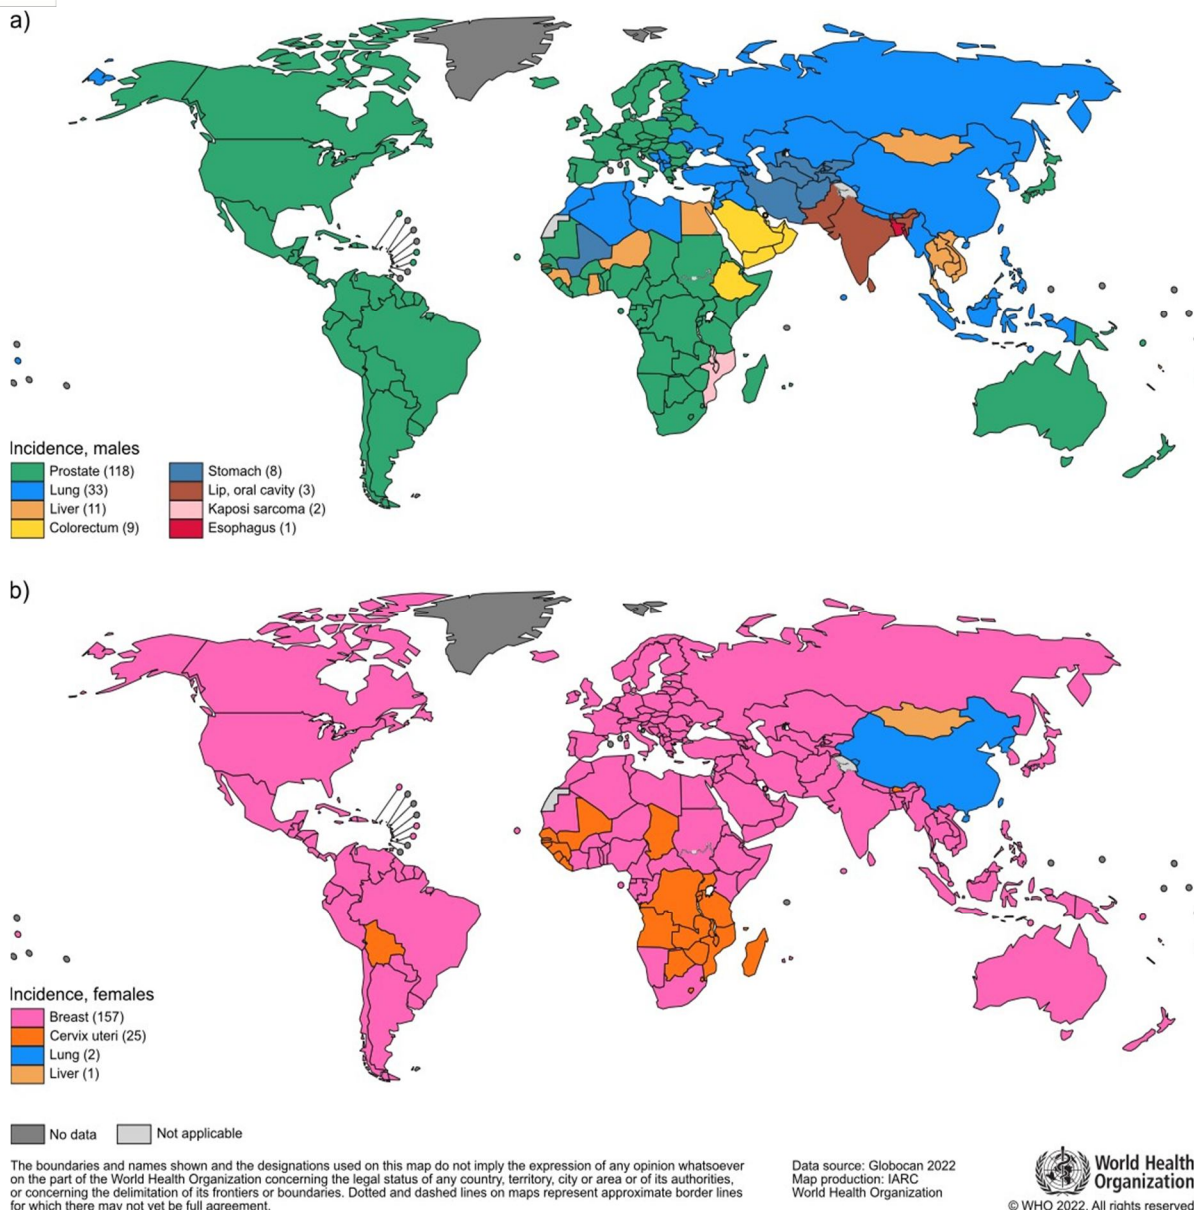 a)
Incidence, males
Prostate (118)
Lung (33)
Liver (11)
Colorectum (9)
Stomach (8)
Lip, oral cavity (3)
Kaposi sarcoma (2)
Esophagus (1)
b)
Incidence, females
Breast (157)
Cervix uteri (25)
Lung (2)
Liver (1)
No data
Not applicable
The boundaries and names shown and the designations used on this map do not imply the expression of any opinion whatsoever
on the part of the World Health Organization concerning the legal status of any country, territory, city or area or of its authorities,
or concerning the delimitation of its frontiers or boundaries. Dotted and dashed lines on maps represent approximate border lines
for which there may not yet be full agreement.
Data source: Globocan 2022
Map production: IARC
World Health Organization
World Health
Organization
© WHO 2022. All rights reserved